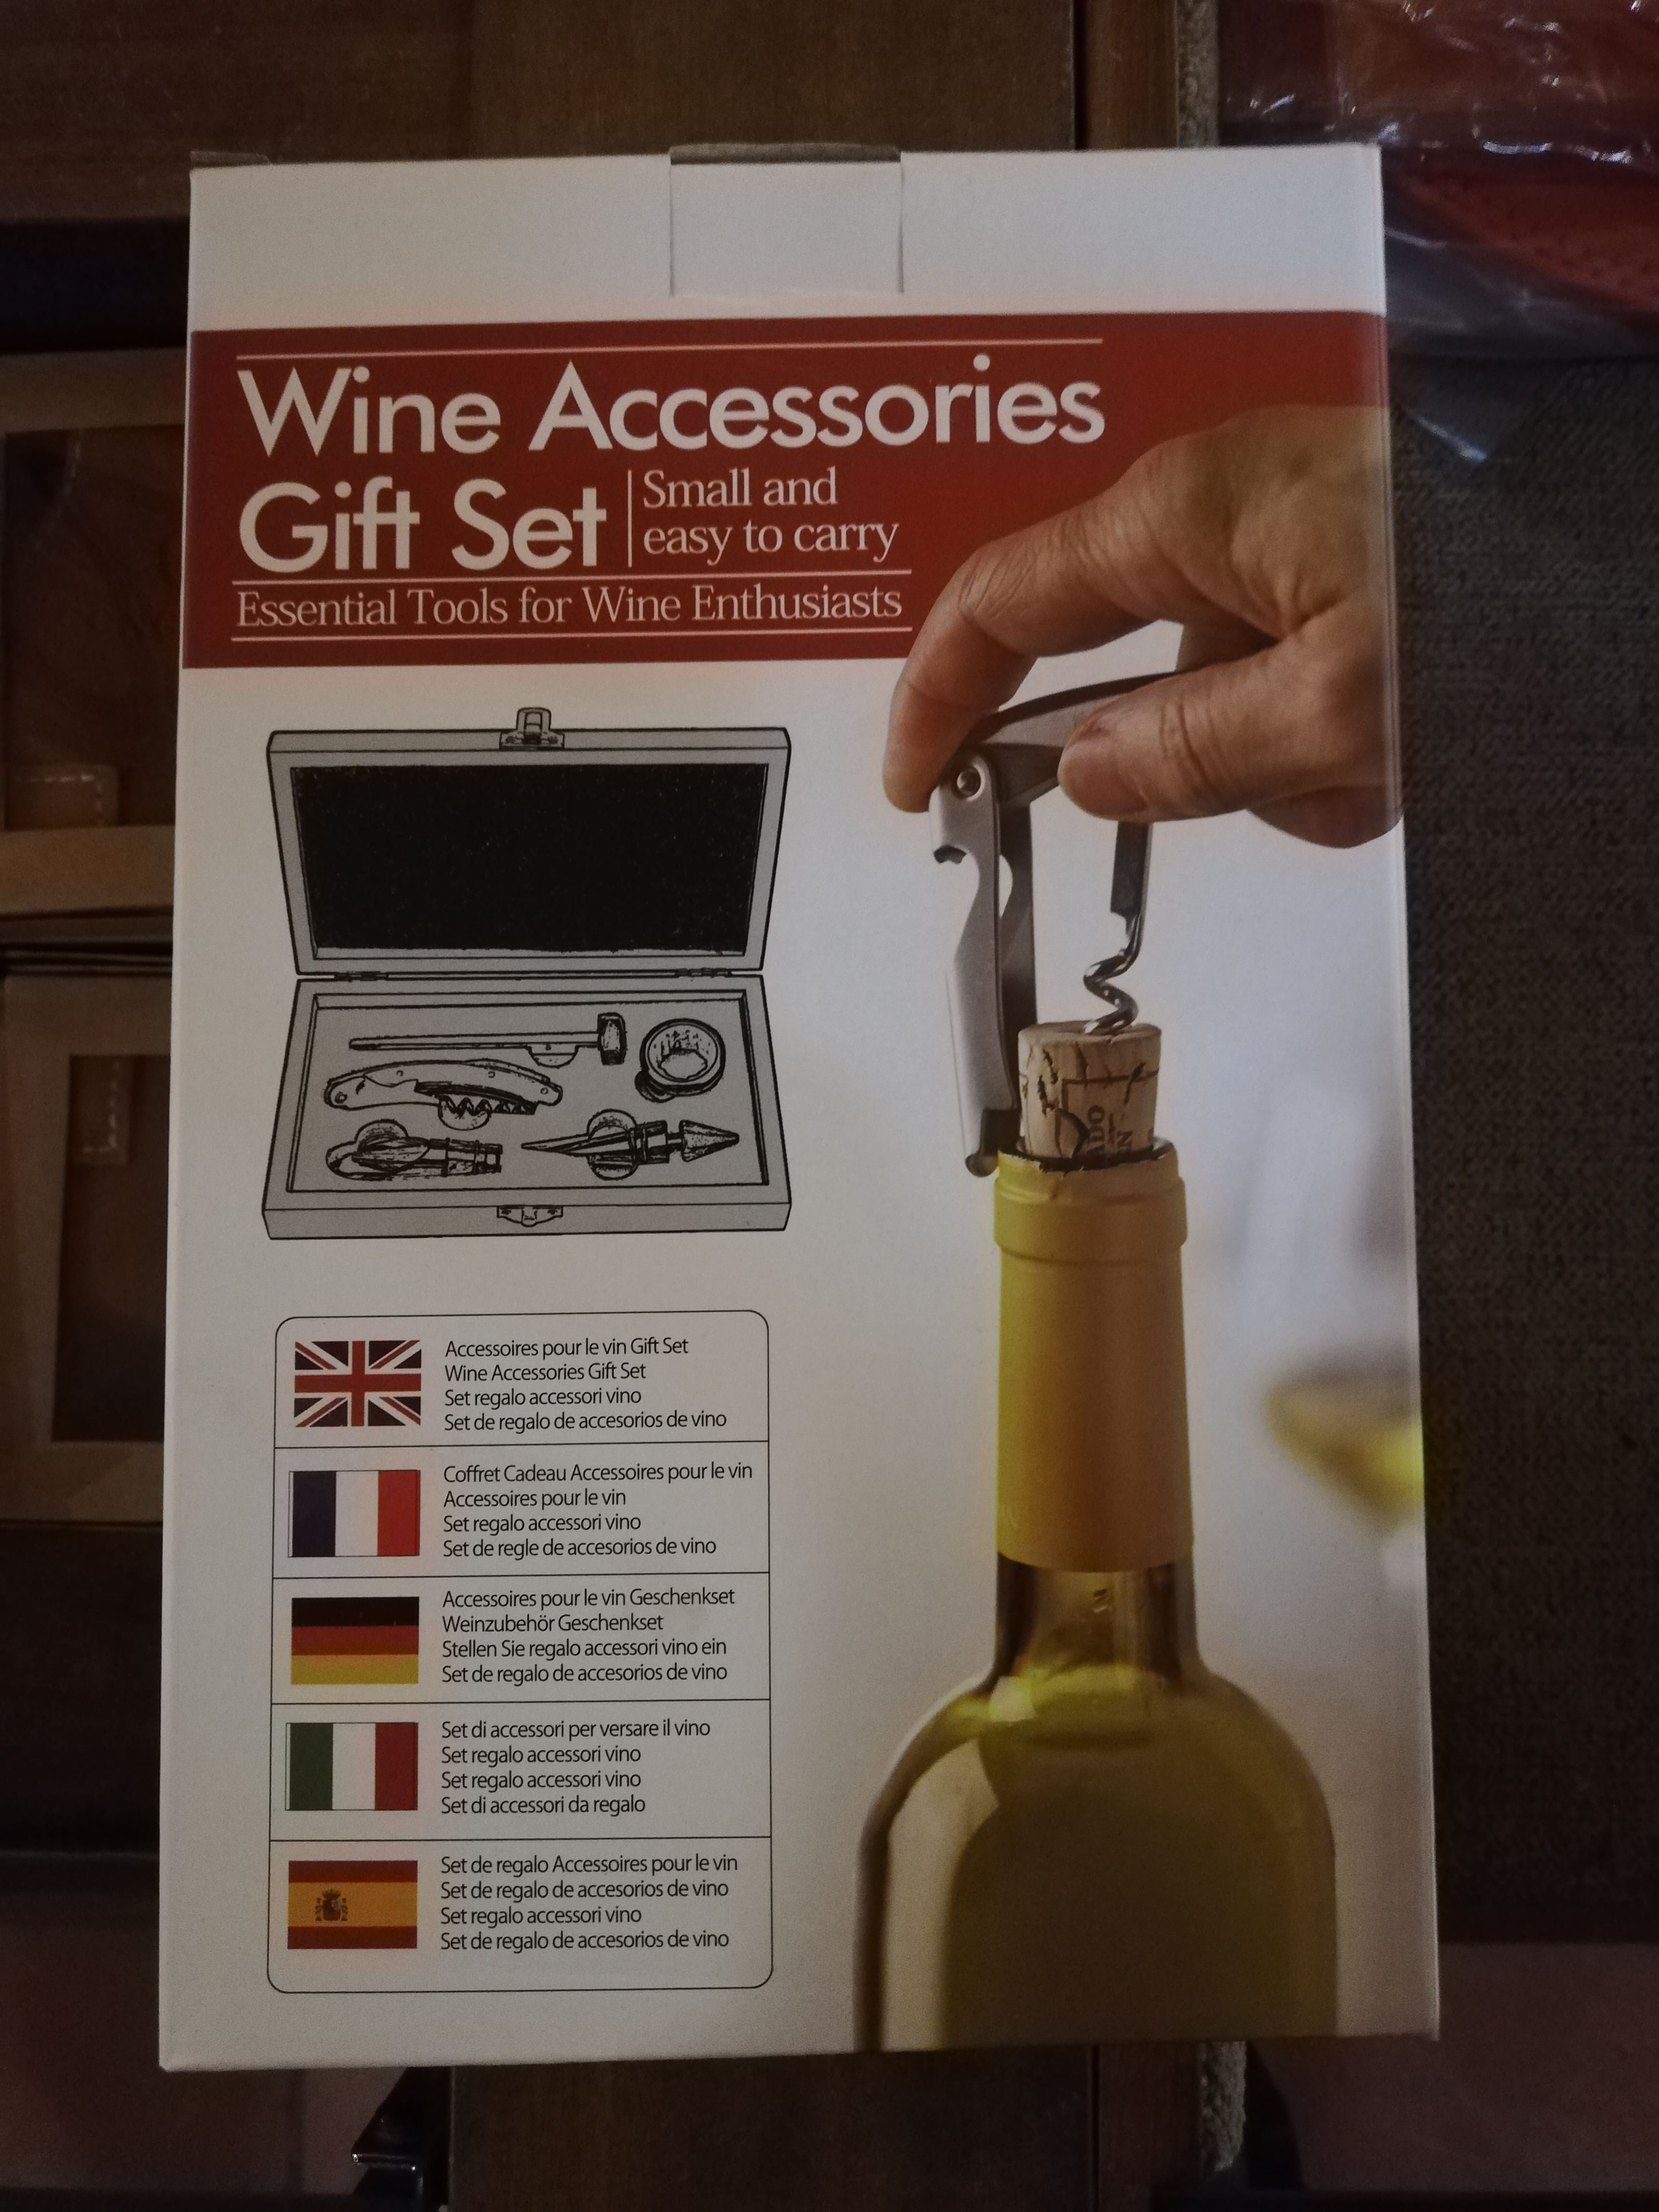 Wine Accessories
Gift Set
Small and
easy to carry
Essential Tools for Wine Enthusiasts
Accessoires pour le vin Gift Set
Wine Accessories Gift Set
Set regalo accessori vino
Set de regalo de accesorios de vino
Coffret Cadeau Accessoires pour le vin
Accessoires pour le vin
Set regalo accessori vino
Set de regle de accesorios de vino
Accessoires pour le vin Geschenkset
Weinzubehör Geschenkset
Stellen Sie regalo accessori vino ein
Set de regalo de accesorios de vino
Set di accessori per versare il vino
Set regalo accessori vino
Set regalo accessori vino
Set di accessori da regalo
Set de regalo Accessoires pour le vin
Set de regalo de accesorios de vino
Set regalo accessori vino
Set de regalo de accesorios de vino